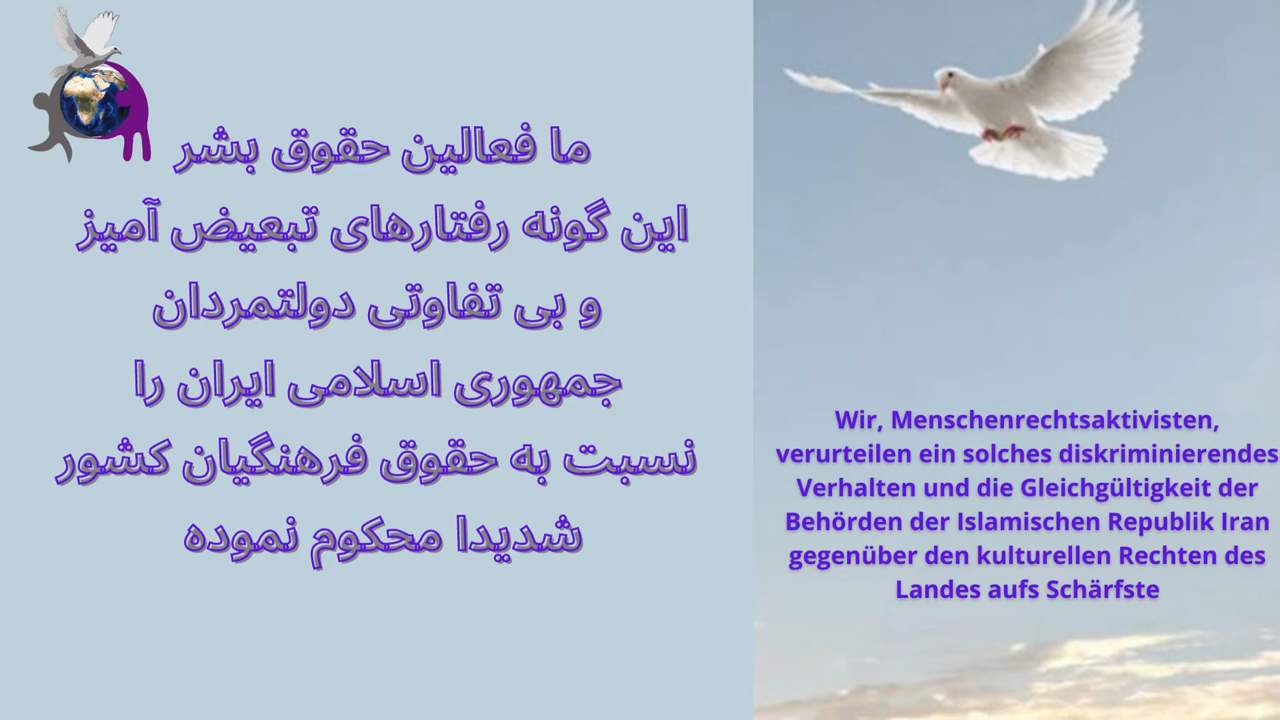 ما فعالین حقوق بشر
این گونه رفتارهای تبعیض آمیز
و بی تفاوتی دولتمردان
جمهوری اسلامی ایران را
نسبت به حقوق فرهنگیان کشور
شدیدا محکوم نموده
Wir, Menschenrechtsaktivisten,
verurteilen ein solches diskriminierendes
Verhalten und die Gleichgültigkeit der
Behörden der Islamischen Republik Iran
gegenüber den kulturellen Rechten des
Landes aufs Schärfste